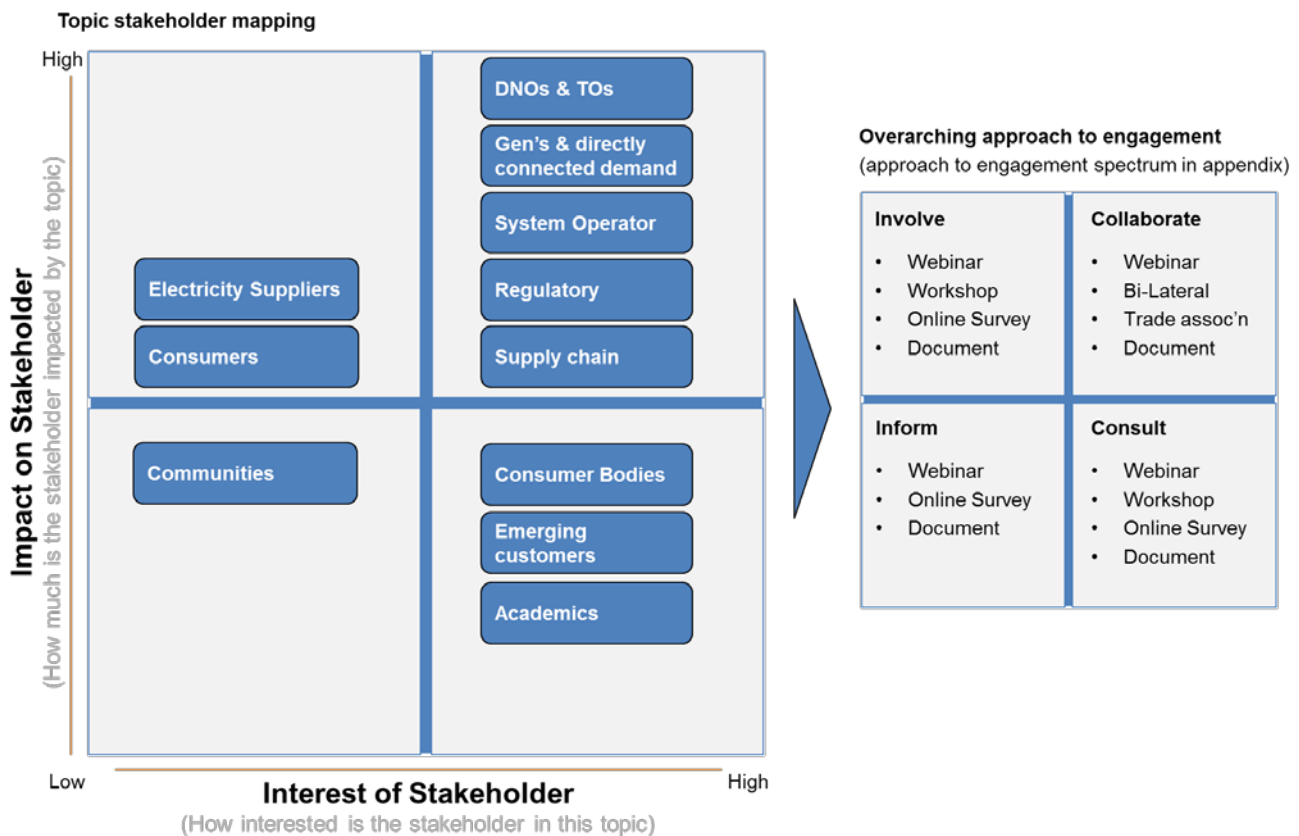 Topic stakeholder mapping
High
Impact on Stakeholder
(How much is the stakeholder impacted by the topic)
Electricity Suppliers
Consumers
DNOs & TOs
Gen's & directly
connected demand
System Operator
Regulatory
Supply chain
Communities
Consumer Bodies
Emerging
customers
Academics
Low
High
Interest of Stakeholder
(How interested is the stakeholder in this topic)
Overarching approach to engagement
(approach to engagement spectrum in appendix)
Involve
• Webinar
• Workshop
• Online Survey
• Document
Collaborate
• Webinar
• Bi-Lateral
• Trade assoc'n
• Document
Inform
• Webinar
• Online Survey
• Document
Consult
• Webinar
• Workshop
• Online Survey
• Document